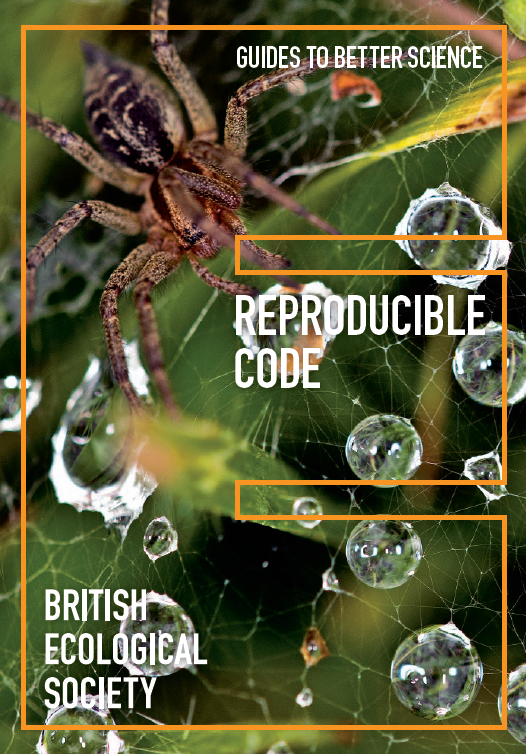 GUIDES TO BETTER SCIENCE
REPRODUCIBLE
CODE
BRITISH
ECOLOGICAL
SOCIETY